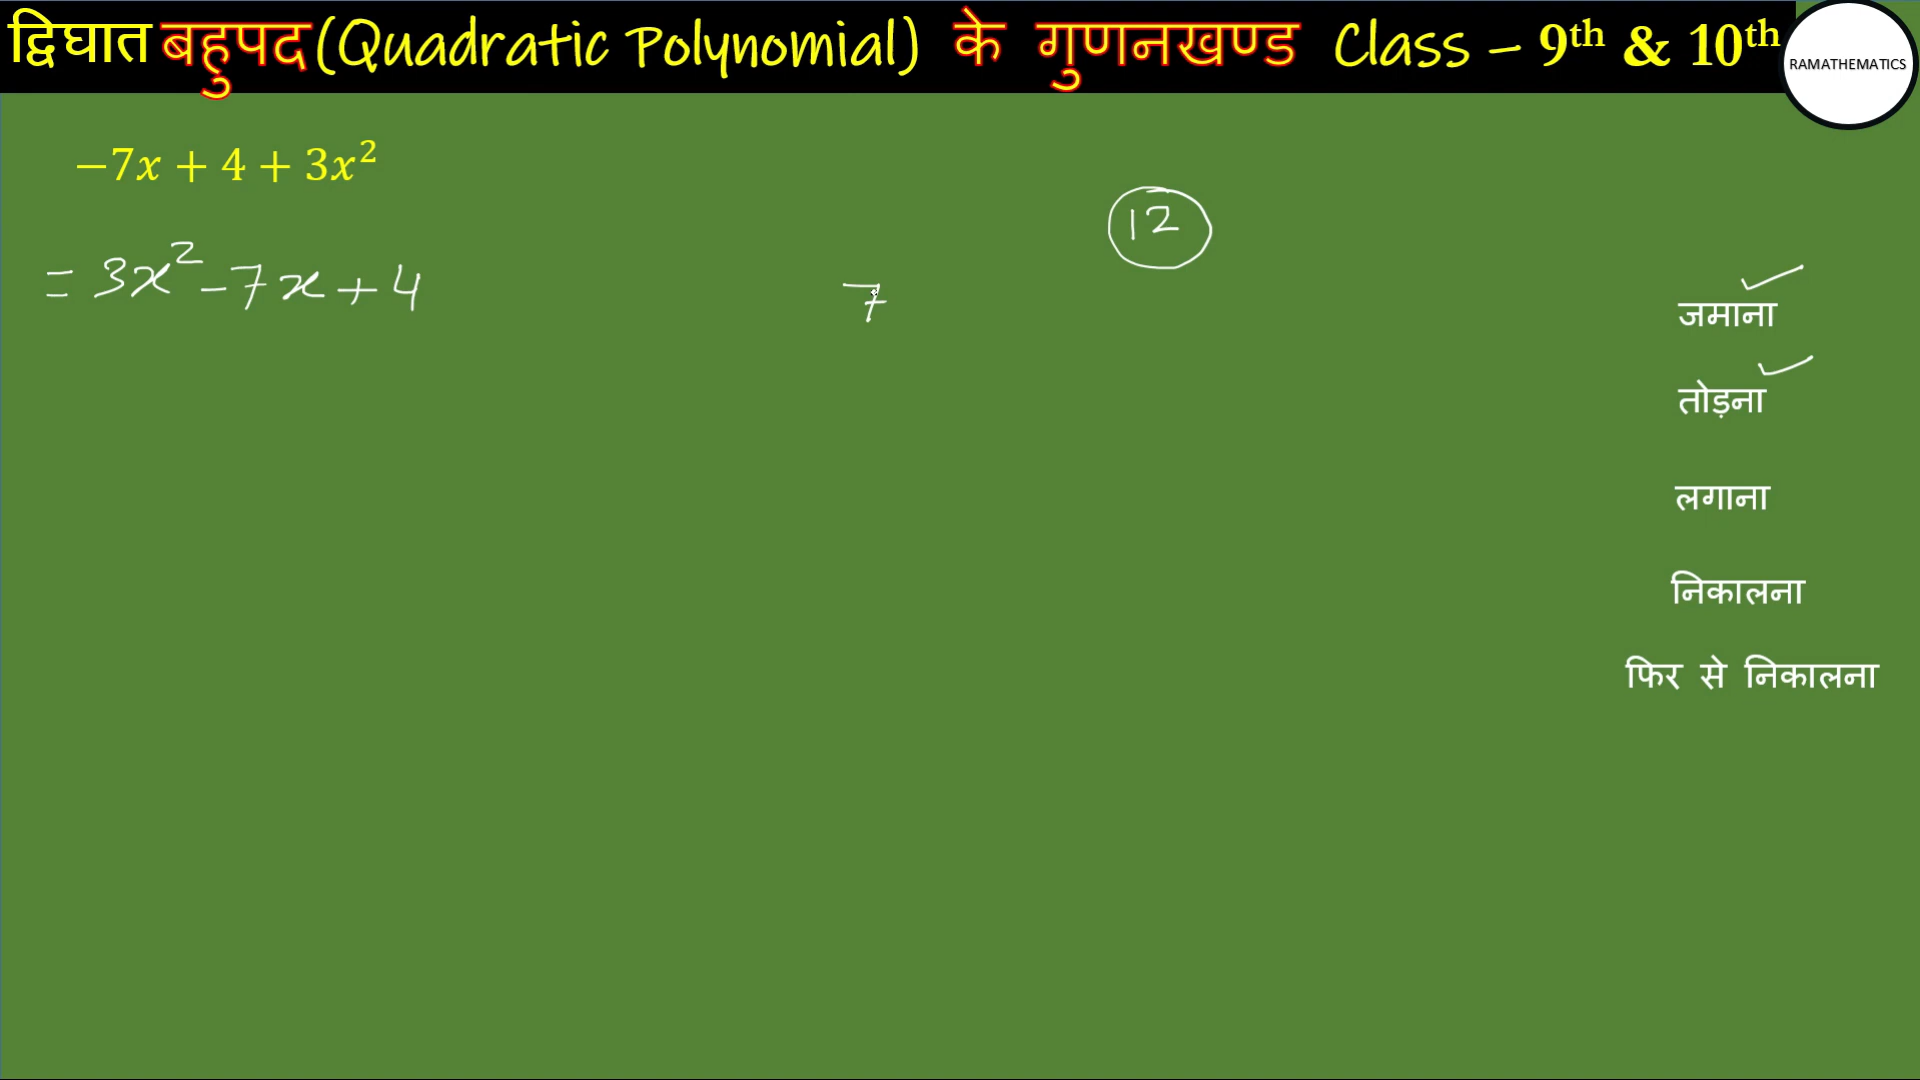 द्विघात बहुपद(Quadratic Polynomial) के गुणनखण्ड Class – 9th & 10th
RAMATHEMATICS
−7x + 4 + 3x²
= 3x² - 7x + 4
12
7
जमाना
तोड़ना
लगाना
निकालना
फिर से निकालना